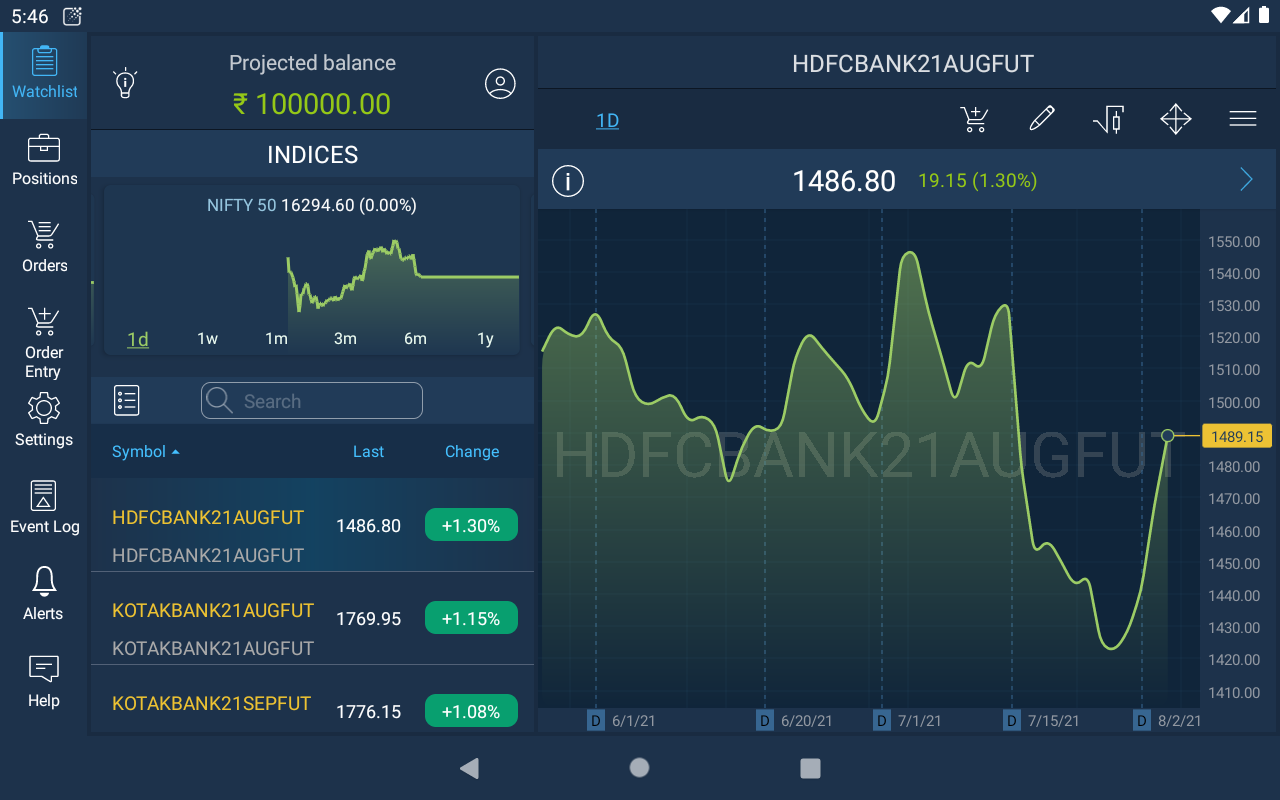 5:46
Watchlist
Positions
Orders
Order
Entry
Settings
Event Log
Alerts
Help
Projected balance
₹ 100000.00
INDICES
NIFTY 50 16294.60 (0.00%)
1d 1w 1m 3m 6m 1y
Search
Symbol Last Change
HDFCBANK21AUGFUT 1486.80 +1.30%
HDFCBANK21AUGFUT
KOTAKBANK21AUGFUT 1769.95 +1.15%
KOTAKBANK21AUGFUT
KOTAKBANK21SEPFUT 1776.15 +1.08%
HDFCBANK21AUGFUT
1D
1486.80 19.15 (1.30%)
HDFCBANK21AUGFUT
1550.00
1540.00
1530.00
1520.00
1510.00
1500.00
1489.15
1480.00
1470.00
1460.00
1450.00
1440.00
1430.00
1420.00
1410.00
D 6/1/21 D 6/20/21 D 7/1/21 D 7/15/21 D 8/2/21